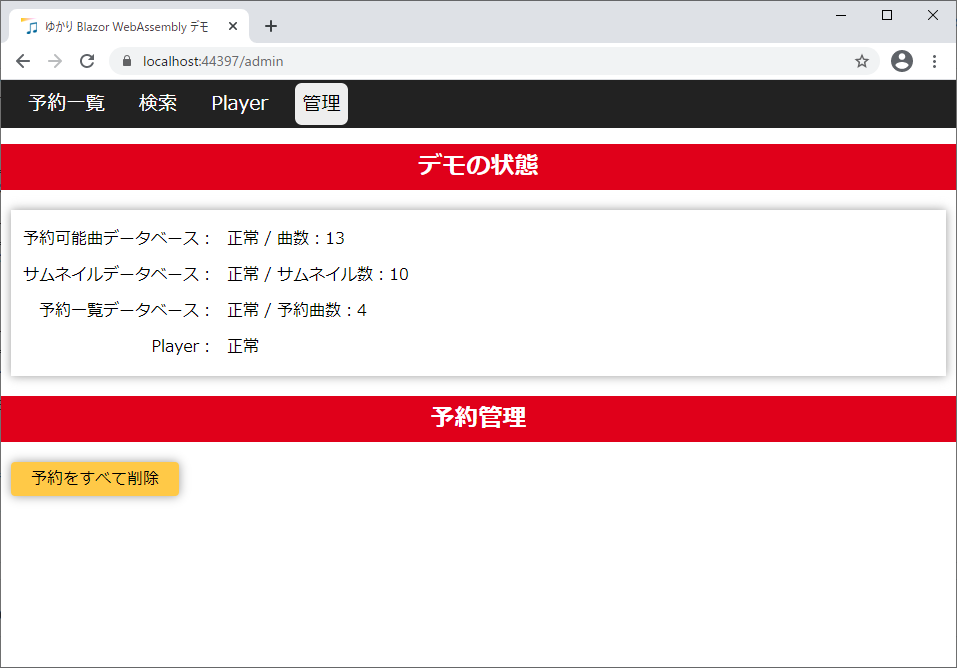 ゆかり Blazor WebAssembly デモ
localhost:44397/admin
予約一覧 検索 Player 管理
デモの状態
予約可能曲データベース： 正常 / 曲数：13
サムネイルデータベース： 正常 / サムネイル数：10
予約一覧データベース： 正常 / 予約曲数：4
Player： 正常
予約管理
予約をすべて削除